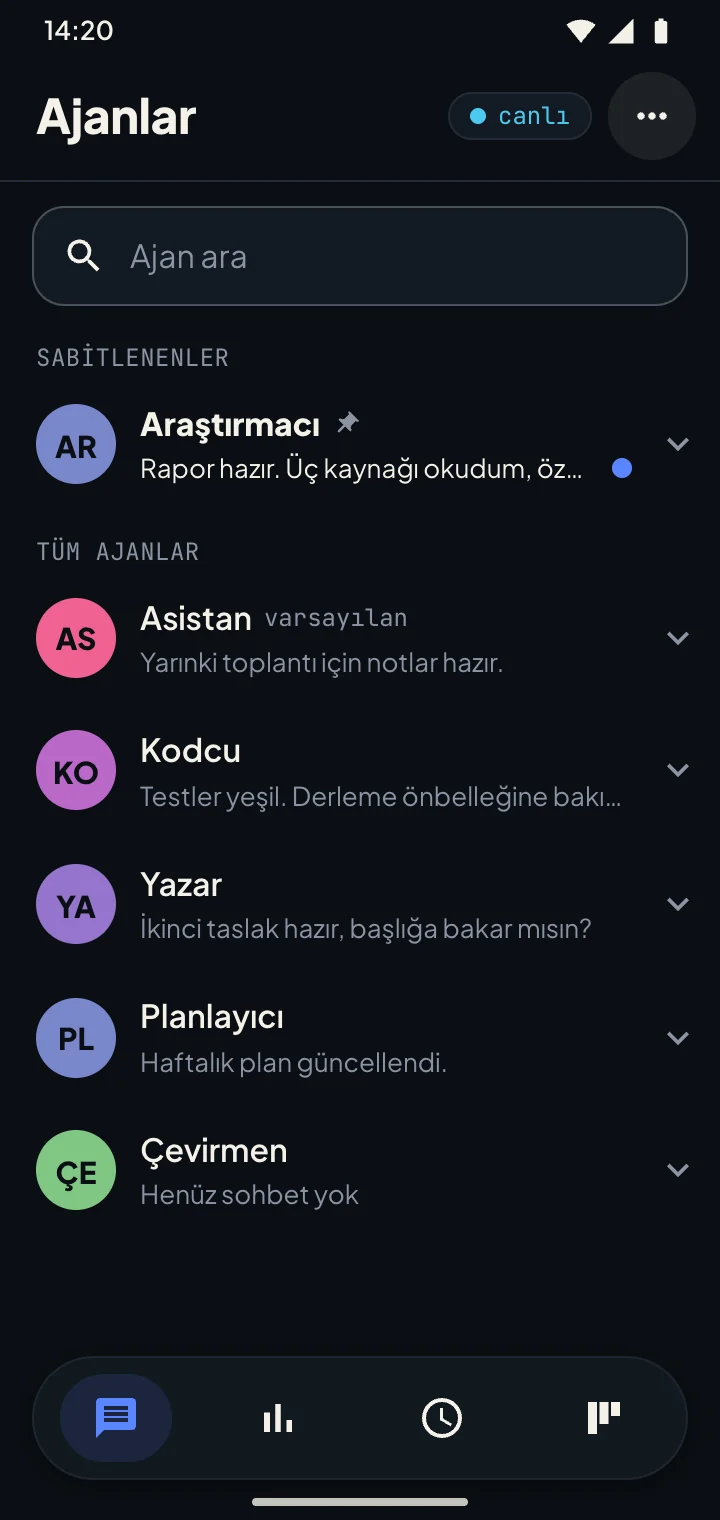 14:20
Ajanlar
canlı
Ajan ara
SABİTLENENLER
AR
Araştırmacı
Rapor hazır. Üç kaynağı okudum, öz…
TÜM AJANLAR
AS
Asistan varsayılan
Yarınki toplantı için notlar hazır.
KO
Kodcu
Testler yeşil. Derleme önbelleğine bakı…
YA
Yazar
İkinci taslak hazır, başlığa bakar mısın?
PL
Planlayıcı
Haftalık plan güncellendi.
ÇE
Çevirmen
Henüz sohbet yok